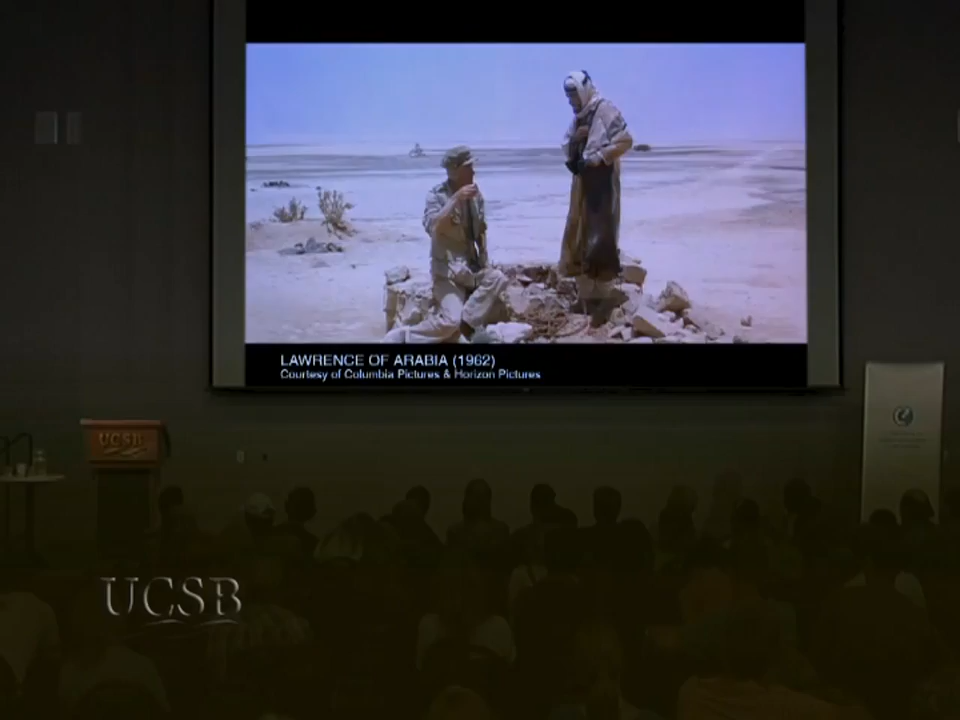 LAWRENCE OF ARABIA (1962)
Courtesy of Columbia Pictures & Horizon Pictures
UCSB
UCSB